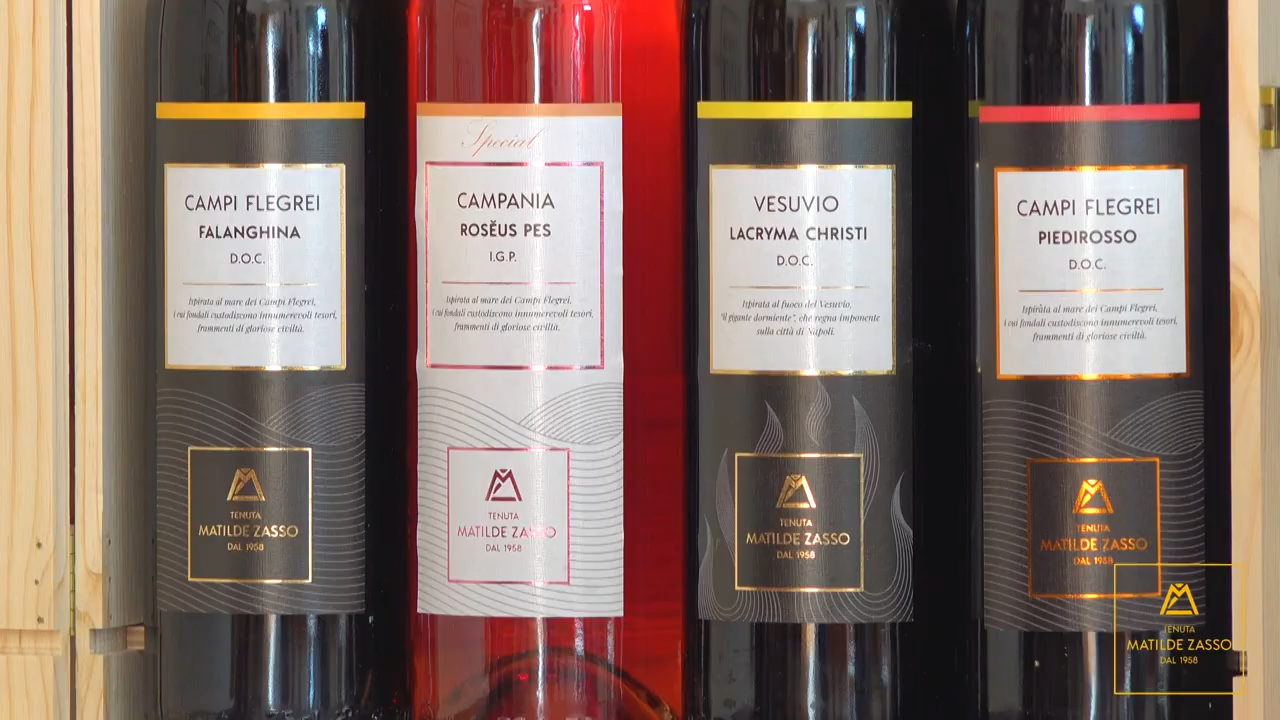 CAMPI FLEGREI
FALANGHINA
D.O.C.
Ispirata al mare dei Campi Flegrei,
i cui fondali custodiscono innumerevoli tesori,
frammenti di gloriose civiltà.
TENUTA
MATILDE ZASSO
DAL 1958
Special
CAMPANIA
ROSĔUS PES
I.G.P.
Ispirata al mare dei Campi Flegrei,
i cui fondali custodiscono innumerevoli tesori,
frammenti di gloriose civiltà.
TENUTA
MATILDE ZASSO
DAL 1958
VESUVIO
LACRYMA CHRISTI
D.O.C.
Ispirata al fuoco del Vesuvio,
"il gigante dormiente", che regna imponente
sulla città di Napoli.
TENUTA
MATILDE ZASSO
DAL 1958
CAMPI FLEGREI
PIEDIROSSO
D.O.C.
Ispirata al mare dei Campi Flegrei,
i cui fondali custodiscono innumerevoli tesori,
frammenti di gloriose civiltà.
TENUTA
MATILDE ZASSO
DAL 1958
TENUTA
MATILDE ZASSO
DAL 1958